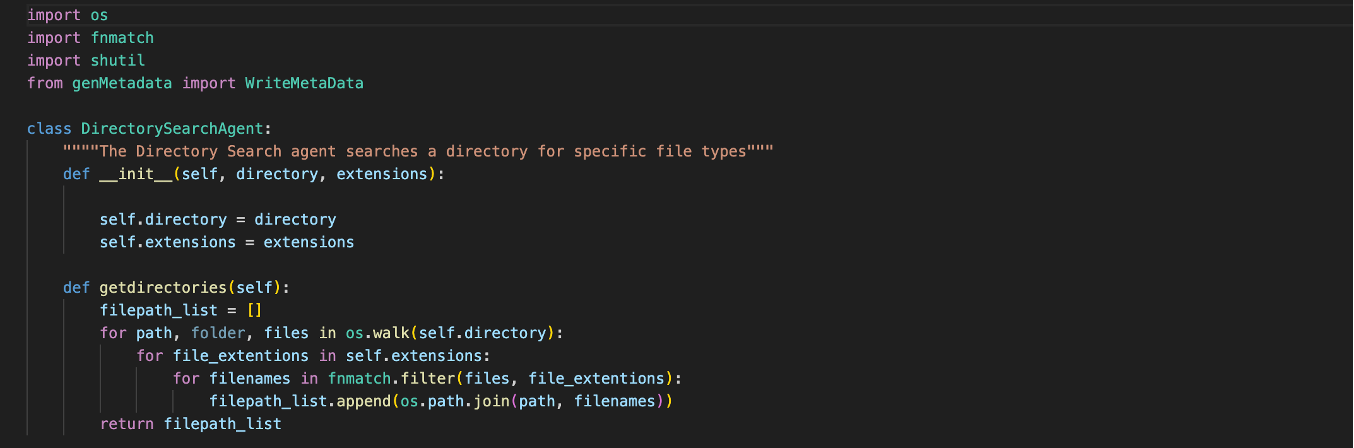 import os
import fnmatch
import shutil
from genMetadata import WriteMetaData
class DirectorySearchAgent:
""""The Directory Search agent searches a directory for specific file types"""
def __init__(self, directory, extensions):
self.directory = directory
self.extensions = extensions
def getdirectories(self):
filepath_list = []
for path, folder, files in os.walk(self.directory):
for file_extentions in self.extensions:
for filenames in fnmatch.filter(files, file_extentions):
filepath_list.append(os.path.join(path, filenames))
return filepath_list